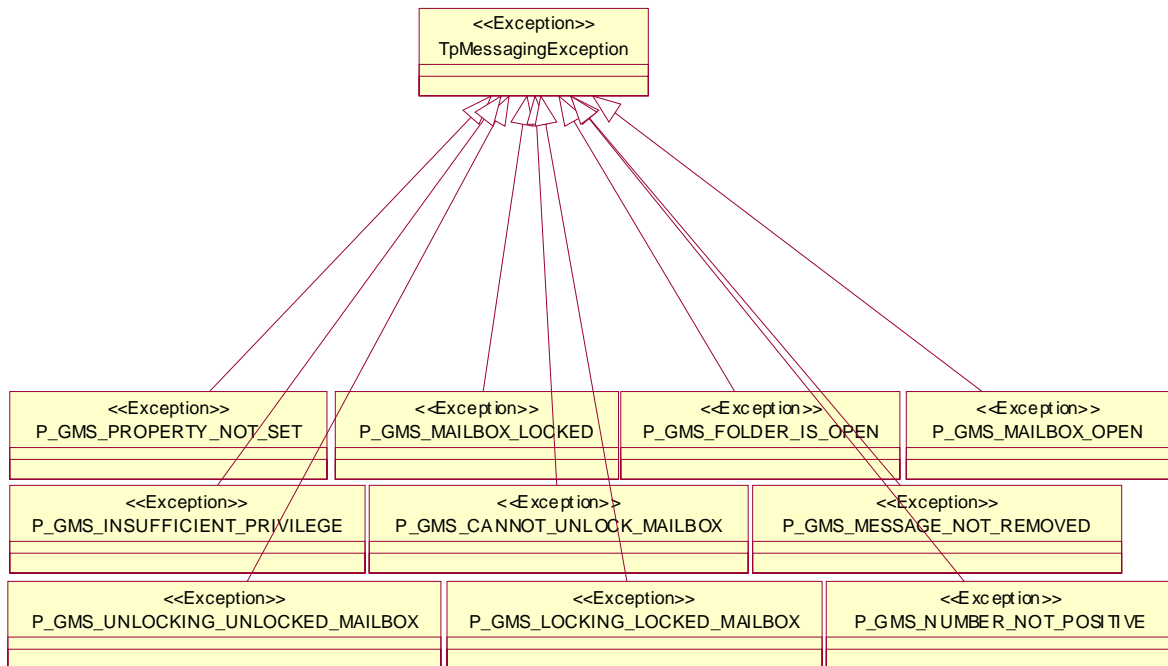 <<Exception>>
TpMessagingException
<<Exception>>
P_GMS_PROPERTY_NOT_SET
<<Exception>>
P_GMS_MAILBOX_LOCKED
<<Exception>>
P_GMS_FOLDER_IS_OPEN
<<Exception>>
P_GMS_MAILBOX_OPEN
<<Exception>>
P_GMS_INSUFFICIENT_PRIVILEGE
<<Exception>>
P_GMS_CANNOT_UNLOCK_MAILBOX
<<Exception>>
P_GMS_MESSAGE_NOT_REMOVED
<<Exception>>
P_GMS_UNLOCKING_UNLOCKED_MAILBOX
<<Exception>>
P_GMS_LOCKING_LOCKED_MAILBOX
<<Exception>>
P_GMS_NUMBER_NOT_POSITIVE